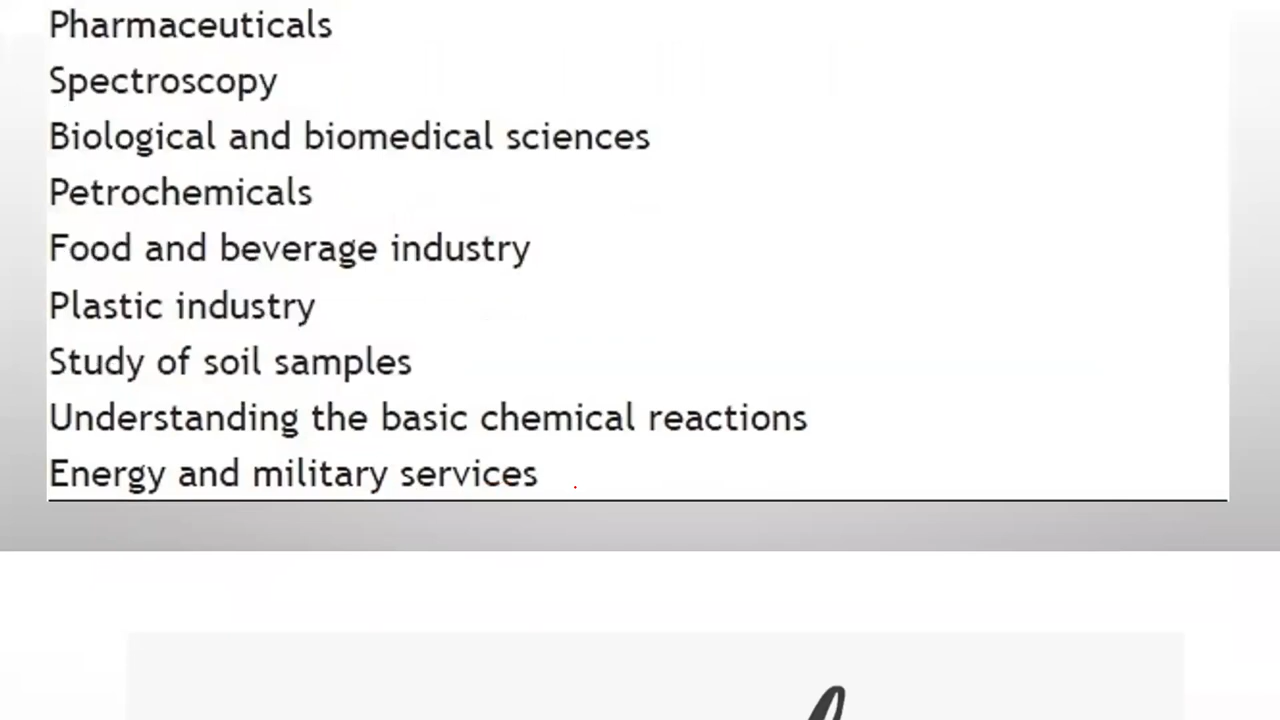 Pharmaceuticals
Spectroscopy
Biological and biomedical sciences
Petrochemicals
Food and beverage industry
Plastic industry
Study of soil samples
Understanding the basic chemical reactions
Energy and military services